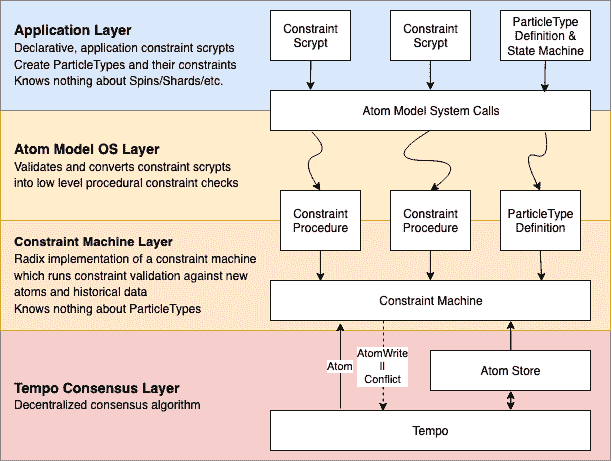 Application Layer
Declarative, application constraint scrypts
Create ParticleTypes and their constraints
Knows nothing about Spins/Shards/etc.
Constraint
Scrypt
Constraint
Scrypt
ParticleType
Definition &
State Machine
Atom Model System Calls
Atom Model OS Layer
Validates and converts constraint scrypts
into low level procedural constraint checks
Constraint
Procedure
Constraint
Procedure
ParticleType
Definition
Constraint Machine Layer
Radix implementation of a constraint machine
which runs constraint validation against new
atoms and historical data
Knows nothing about ParticleTypes
Constraint Machine
Atom
AtomWrite
||
Conflict
Atom Store
Tempo Consensus Layer
Decentralized consensus algorithm
Tempo